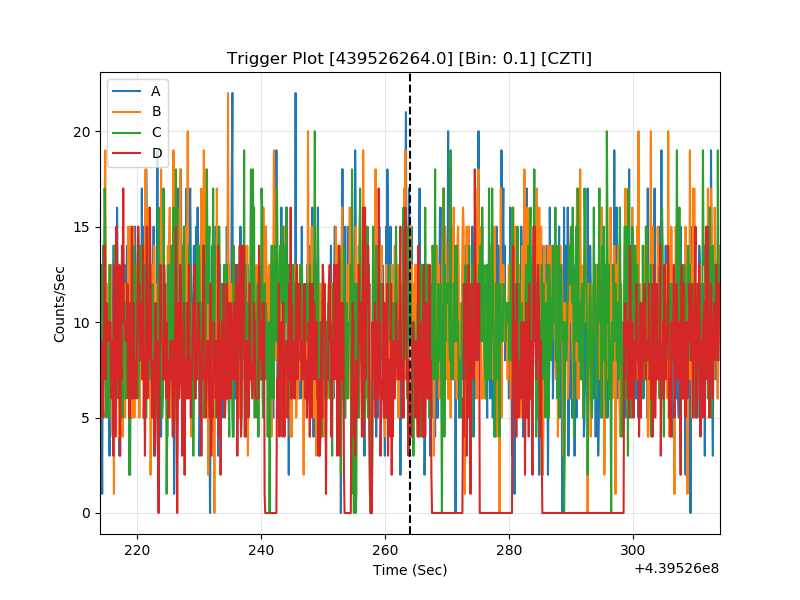 Trigger Plot [439526264.0] [Bin: 0.1] [CZTI]
A
B
C
D
20
15
10
5
0
Counts/Sec
220
240
260
280
300
Time (Sec)
+4.39526e8